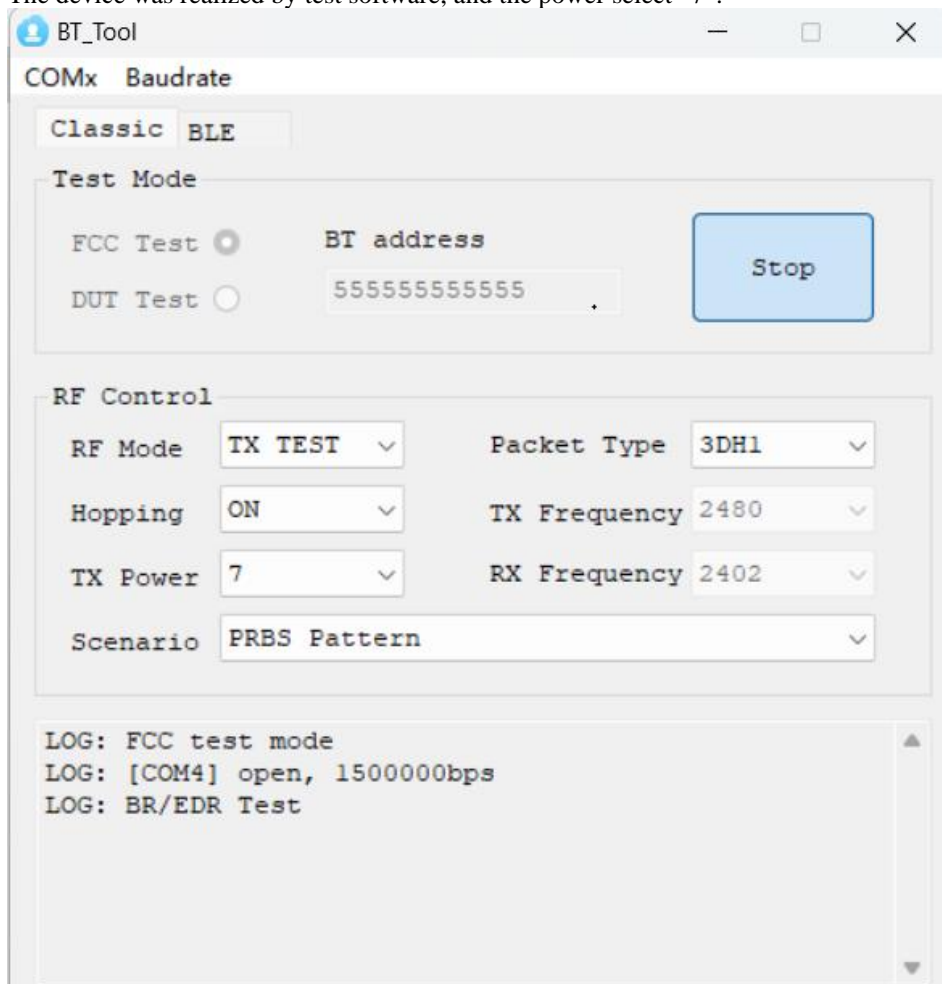 The device was realized by test software, and the power select "7".
BT_Tool
COMx Baudrate
Classic BLE
Test Mode
FCC Test BT address Stop
DUT Test 555555555555
RF Control
RF Mode TX TEST Packet Type 3DH1
Hopping ON TX Frequency 2480
TX Power 7 RX Frequency 2402
Scenario PRBS Pattern
LOG: FCC test mode
LOG: [COM4] open, 1500000bps
LOG: BR/EDR Test